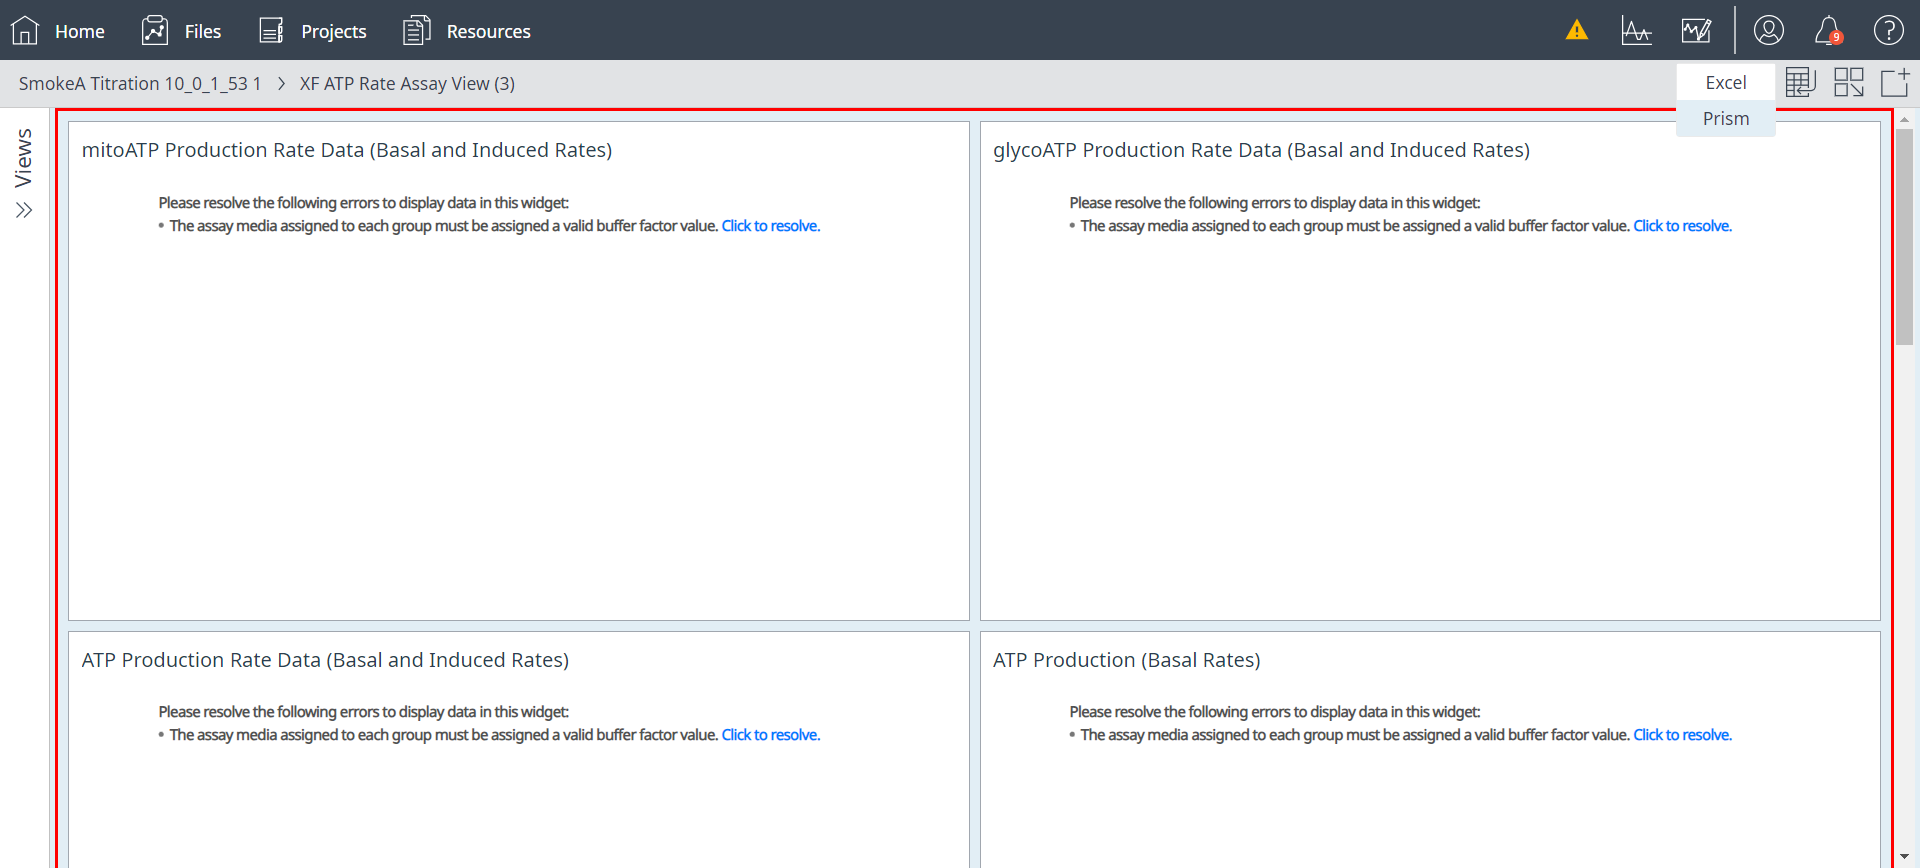 Home Files Projects Resources 9
SmokeA Titration 10_0_1_53 1 XF ATP Rate Assay View (3)
Excel
Prism
Views
mitoATP Production Rate Data (Basal and Induced Rates)
Please resolve the following errors to display data in this widget:
• The assay media assigned to each group must be assigned a valid buffer factor value. Click to resolve.
glycoATP Production Rate Data (Basal and Induced Rates)
Please resolve the following errors to display data in this widget:
• The assay media assigned to each group must be assigned a valid buffer factor value. Click to resolve.
ATP Production Rate Data (Basal and Induced Rates)
Please resolve the following errors to display data in this widget:
• The assay media assigned to each group must be assigned a valid buffer factor value. Click to resolve.
ATP Production (Basal Rates)
Please resolve the following errors to display data in this widget:
• The assay media assigned to each group must be assigned a valid buffer factor value. Click to resolve.